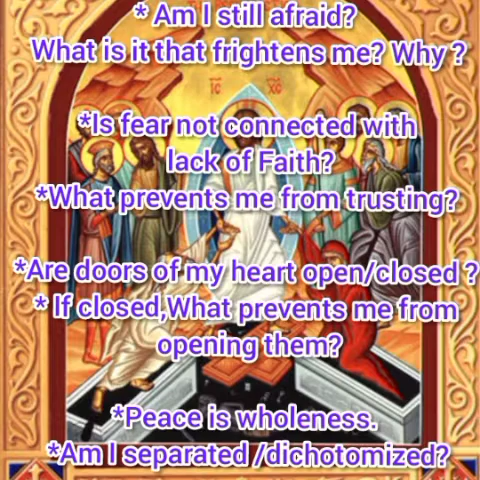 * Am I still afraid?
What is it that frightens me? Why ?
IC XC
*Is fear not connected with
lack of Faith?
*What prevents me from trusting?
*Are doors of my heart open/closed ?
* If closed,What prevents me from
opening them?
*Peace is wholeness.
*Am I separated /dichotomized?